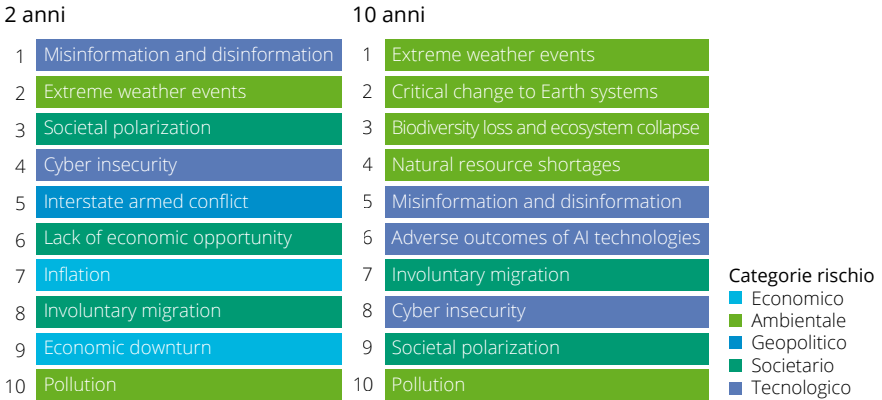 2 anni
1 Misinformation and disinformation
2 Extreme weather events
3 Societal polarization
4 Cyber insecurity
5 Interstate armed conflict
6 Lack of economic opportunity
7 Inflation
8 Involuntary migration
9 Economic downturn
10 Pollution
10 anni
1 Extreme weather events
2 Critical change to Earth systems
3 Biodiversity loss and ecosystem collapse
4 Natural resource shortages
5 Misinformation and disinformation
6 Adverse outcomes of AI technologies
7 Involuntary migration
8 Cyber insecurity
9 Societal polarization
10 Pollution
Categorie rischio
Economico
Ambientale
Geopolitico
Societario
Tecnologico